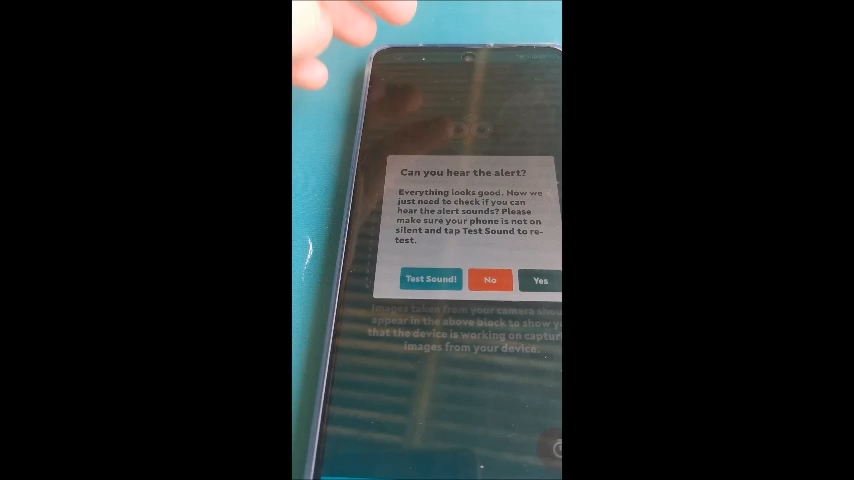 Can you hear the alert?
Everything looks good. Now we
just need to check if you can
hear the alert sounds? Please
make sure your phone is not on
silent and tap Test Sound to re-
test.
Test Sound!
No
Yes
Images taken from your camera shou
appear in the above block to show y
that the device is working on captur
images from your device.